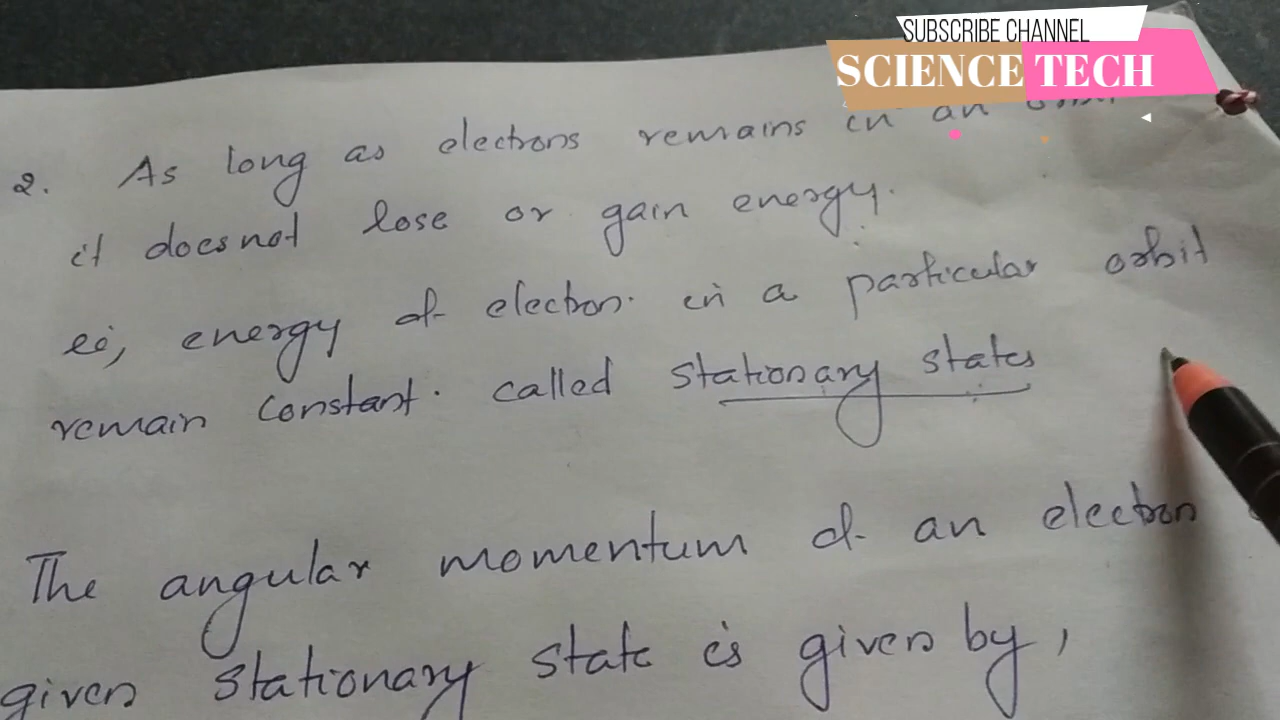 SUBSCRIBE CHANNEL
SCIENCE TECH
2. As long as electrons remains in an orbit
it doesnot lose or gain energy.
ie, energy of electron in a particular orbit
remain constant. called stationary states
The angular momentum of an electron
given stationary state is given by,